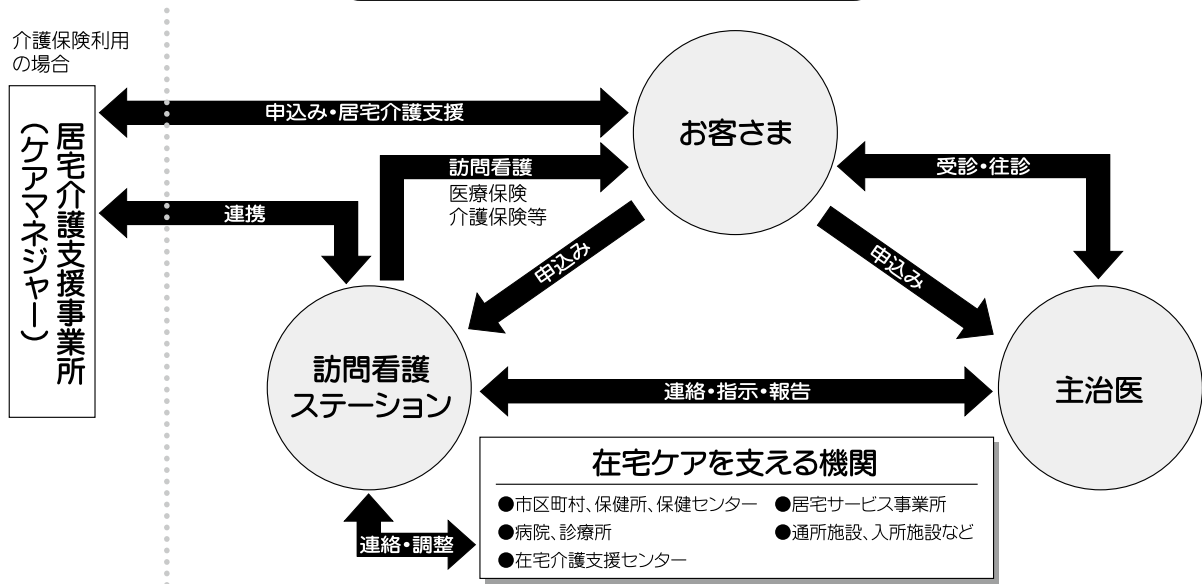 介護保険利用
の場合
居宅介護支援事業所
（ケアマネジャー）
申込み・居宅介護支援
お客さま
訪問看護
医療保険
介護保険等
受診・往診
連携
申込み
申込み
訪問看護
ステーション
連絡・指示・報告
主治医
在宅ケアを支える機関
●市区町村、保健所、保健センター
●病院、診療所
●在宅介護支援センター
●居宅サービス事業所
●通所施設、入所施設など
連絡・調整